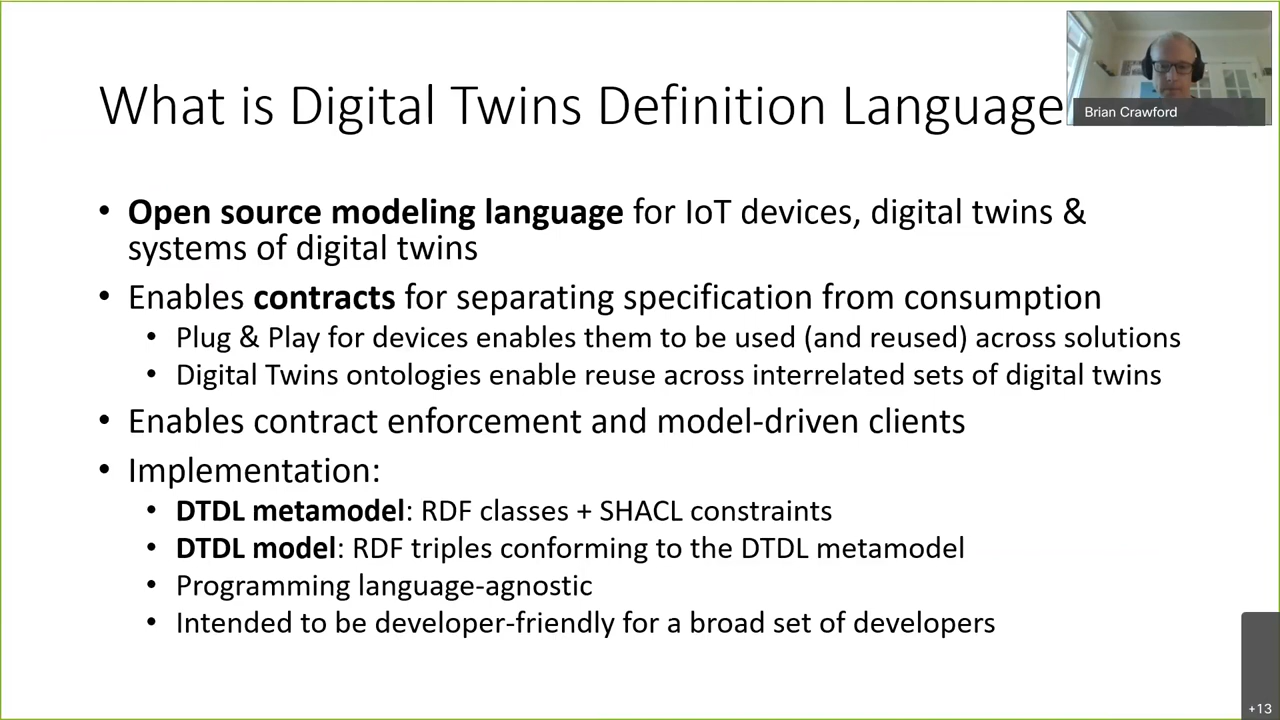 What is Digital Twins Definition Language
Brian Crawford
• Open source modeling language for IoT devices, digital twins &
systems of digital twins
• Enables contracts for separating specification from consumption
• Plug & Play for devices enables them to be used (and reused) across solutions
• Digital Twins ontologies enable reuse across interrelated sets of digital twins
• Enables contract enforcement and model-driven clients
• Implementation:
• DTDL metamodel: RDF classes + SHACL constraints
• DTDL model: RDF triples conforming to the DTDL metamodel
• Programming language-agnostic
• Intended to be developer-friendly for a broad set of developers
+13